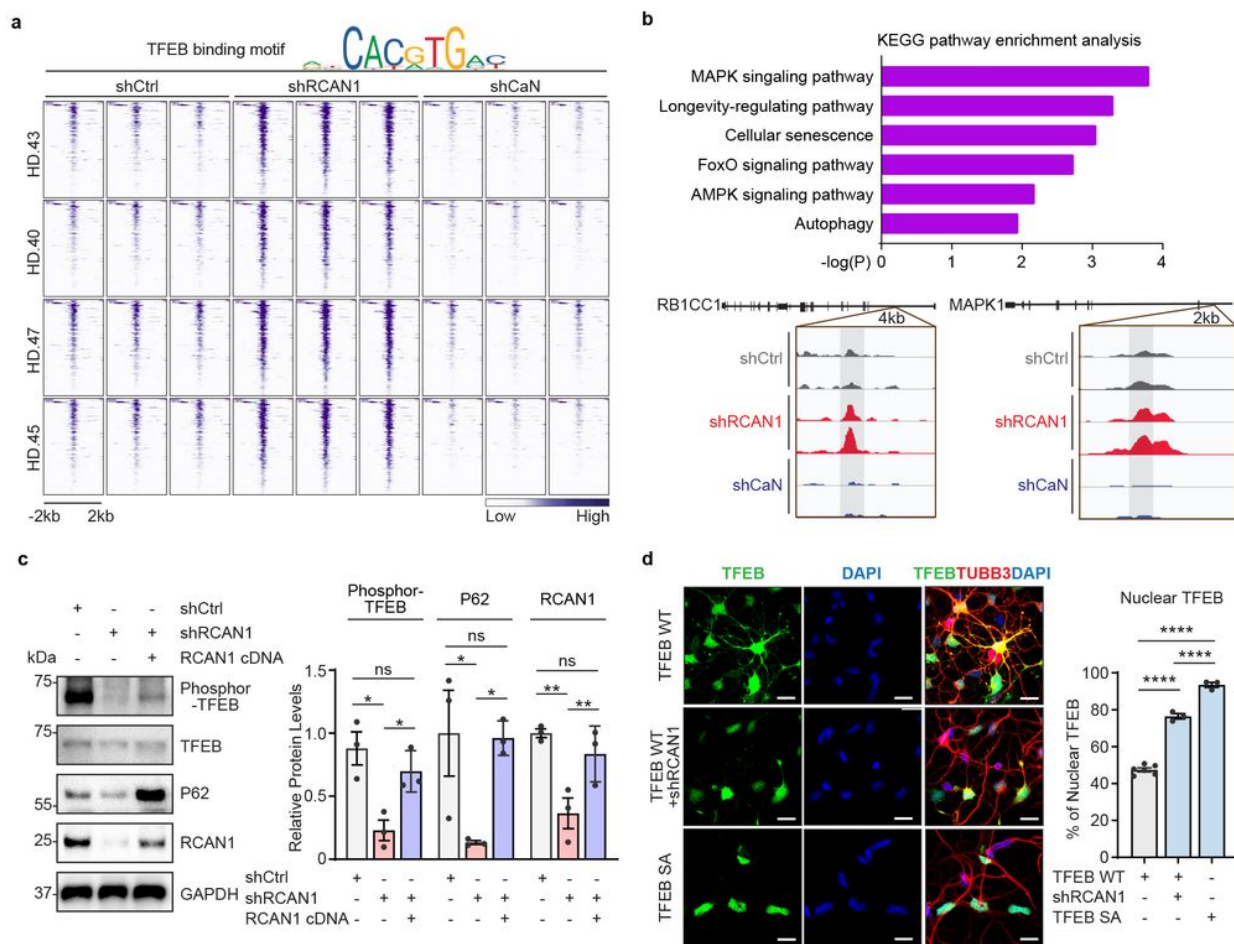 a
TFEB binding motif
CACGTGAC
shCtrl shRCAN1 shCaN
HD.43
HD.40
HD.47
HD.45
-2kb 2kb
Low High
b
KEGG pathway enrichment analysis
MAPK singaling pathway
Longevity-regulating pathway
Cellular senescence
FoxO signaling pathway
AMPK signaling pathway
Autophagy
-log(P) 0 1 2 3 4
RB1CC1
4kb
MAPK1
2kb
shCtrl
shRCAN1
shCaN
shCtrl
shRCAN1
shCaN
c
+ - - shCtrl
- + + shRCAN1
kDa - - + RCAN1 cDNA
75 Phosphor
-TFEB
75 TFEB
55 P62
25 RCAN1
37 GAPDH
Phosphor-
TFEB P62 RCAN1
Relative Protein Levels
1.5
1.0
0.5
0
ns * *
ns * *
ns ** **
shCtrl + - - + - - + - -
shRCAN1 - + + - + + - + +
RCAN1 cDNA - - + - - + - - +
d
TFEB DAPI TFEBTUBB3DAPI
TFEB WT
TFEB WT
+shRCAN1
TFEB SA
Nuclear TFEB
****
****
****
% of Nuclear TFEB
100
80
60
40
20
0
TFEB WT + + -
shRCAN1 - + -
TFEB SA - - +